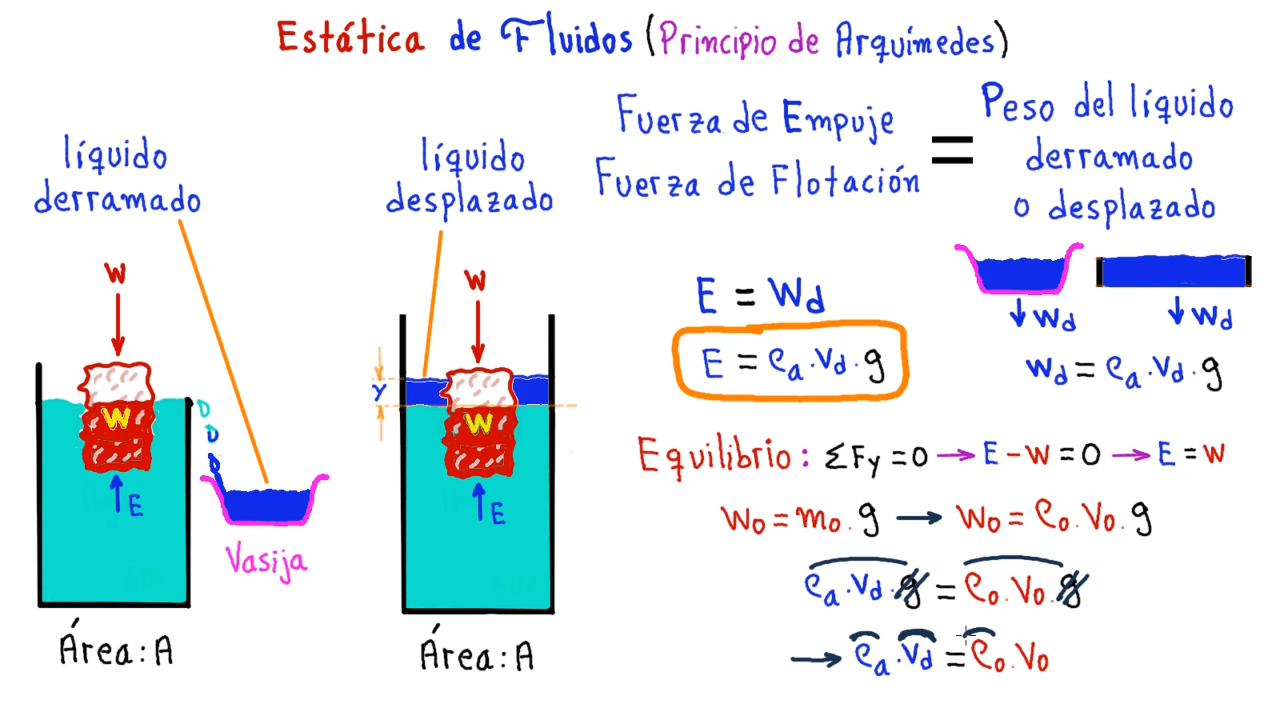 Estática de Fluidos (Principio de Arquímedes)
líquido
derramado
W
W
E
Vasija
Área: A
líquido
desplazado
W
Y
W
E
Área: A
Fuerza de Empuje
Fuerza de Flotación
=
Peso del líquido
derramado
o desplazado
Wd
Wd
E = Wd
E = ρa.Vd.g
Wd = ρa.Vd.g
Equilibrio: ΣFy = 0 → E - W = 0 → E = W
Wo = mo.g → Wo = ρo.Vo.g
ρa.Vd.g = ρo.Vo.g
→ ρa.Vd = ρo.Vo